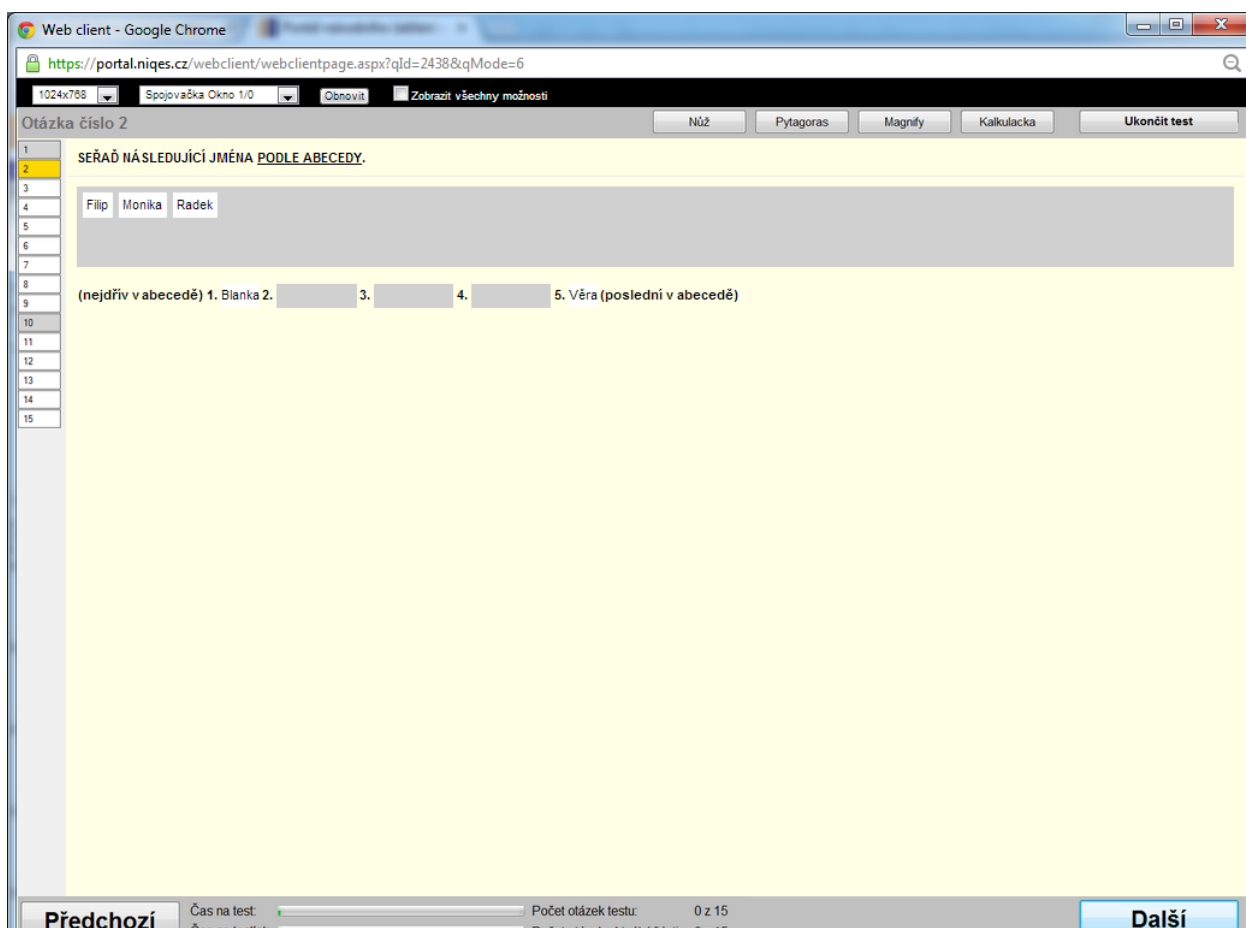 Web client - Google Chrome
https://portal.niqes.cz/webclient/webclientpage.aspx?qId=2438&qMode=6
1024x768 Spojovačka Okno 1/0 Obnovit Zobrazit všechny možnosti
Otázka číslo 2 Nůž Pytagoras Magnify Kalkulacka Ukončit test
1
2
3
4
5
6
7
8
9
10
11
12
13
14
15
SEŘAĎ NÁSLEDUJÍCÍ JMÉNA PODLE ABECEDY.
Filip Monika Radek
(nejdřív v abecedě) 1. Blanka 2. 3. 4. 5. Věra (poslední v abecedě)
Předchozí Čas na test: Počet otázek testu: 0 z 15 Další